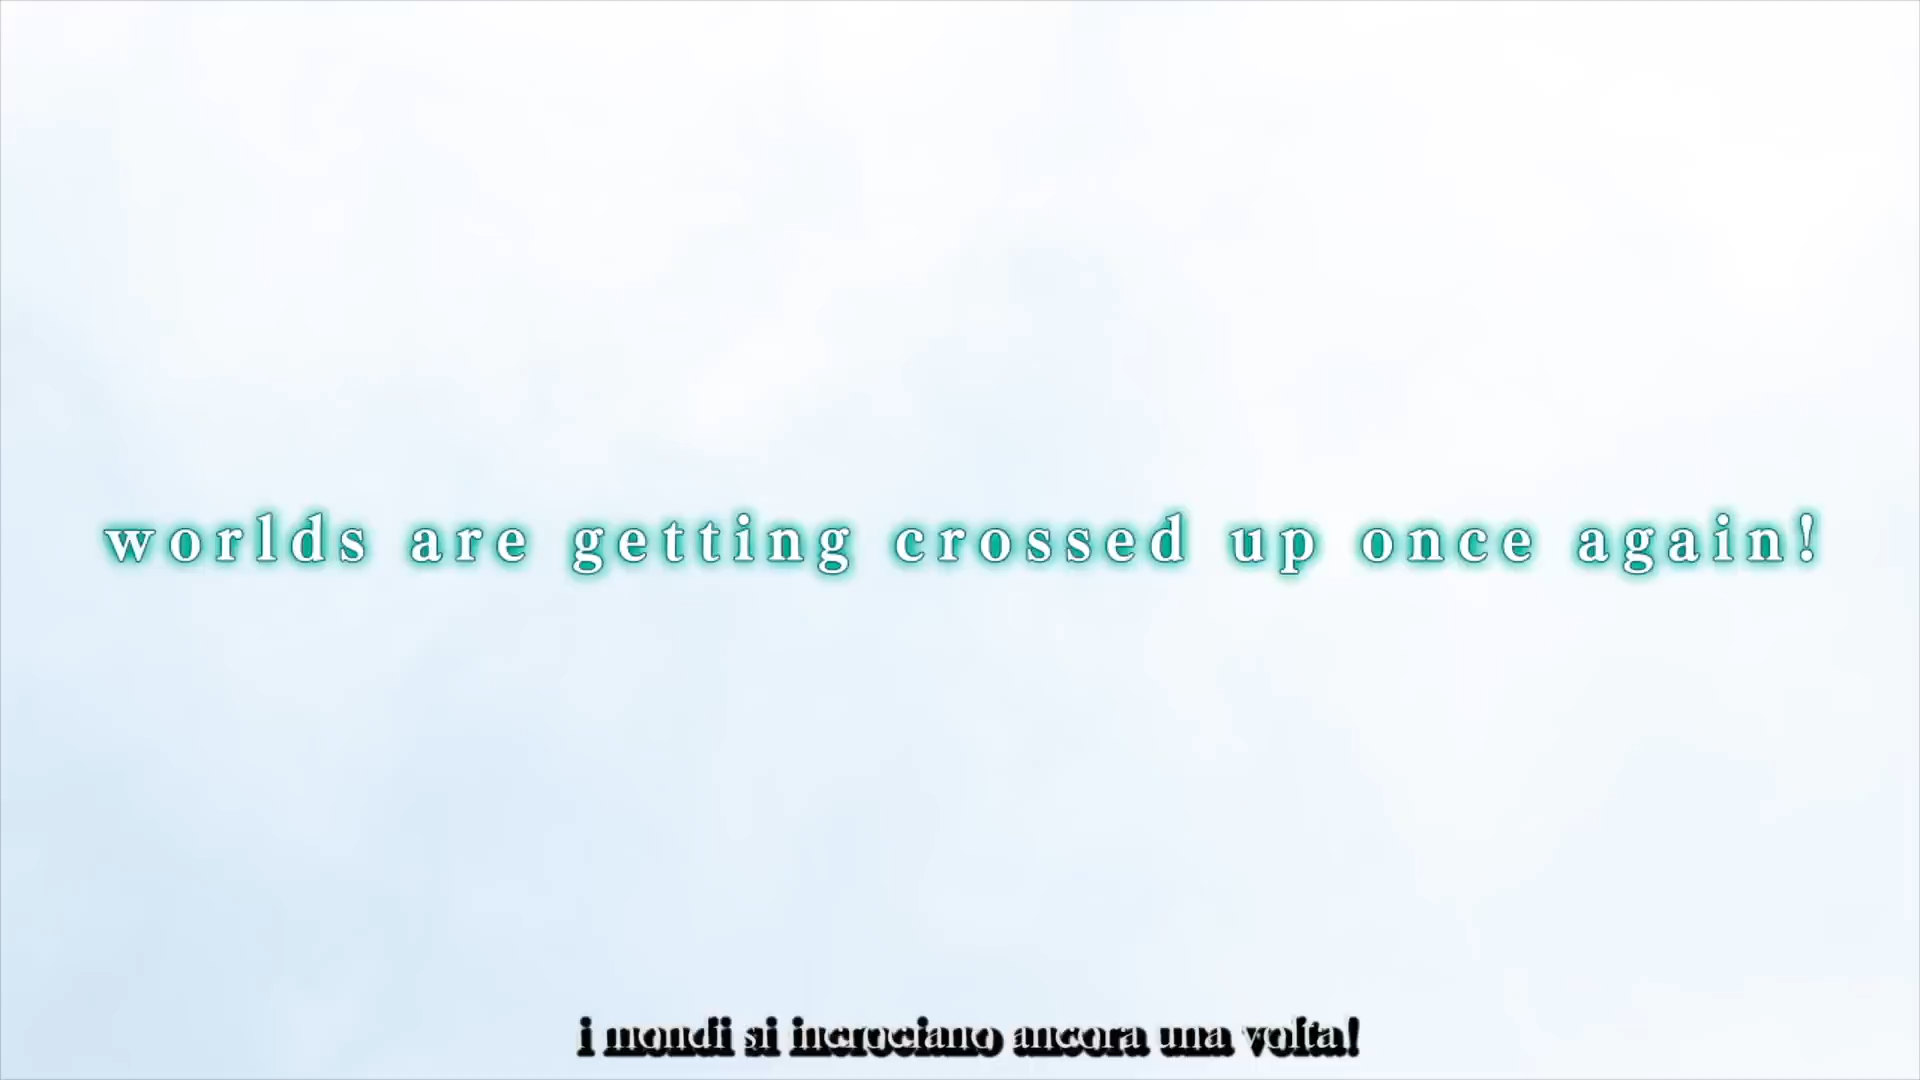 worlds are getting crossed up once again!
i mondi si incrociano ancora una volta!